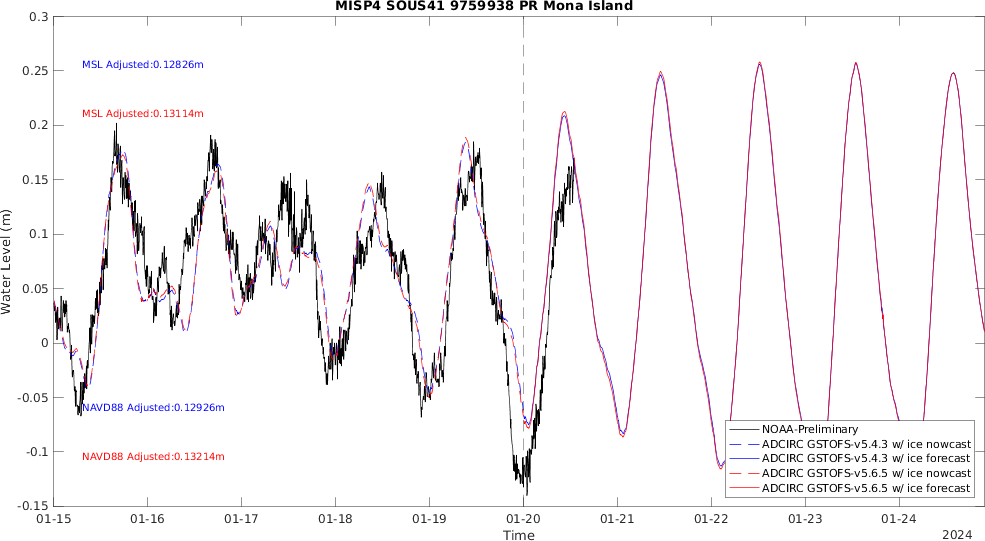 MISP4 SOUS41 9759938 PR Mona Island
0.3
0.25
0.2
0.15
0.1
0.05
0
-0.05
-0.1
-0.15
Water Level (m)
MSL Adjusted:0.12826m
MSL Adjusted:0.13114m
NAVD88 Adjusted:0.12926m
NAVD88 Adjusted:0.13214m
NOAA-Preliminary
ADCIRC GSTOFS-v5.4.3 w/ ice nowcast
ADCIRC GSTOFS-v5.4.3 w/ ice forecast
ADCIRC GSTOFS-v5.6.5 w/ ice nowcast
ADCIRC GSTOFS-v5.6.5 w/ ice forecast
01-15 01-16 01-17 01-18 01-19 01-20 01-21 01-22 01-23 01-24
Time
2024